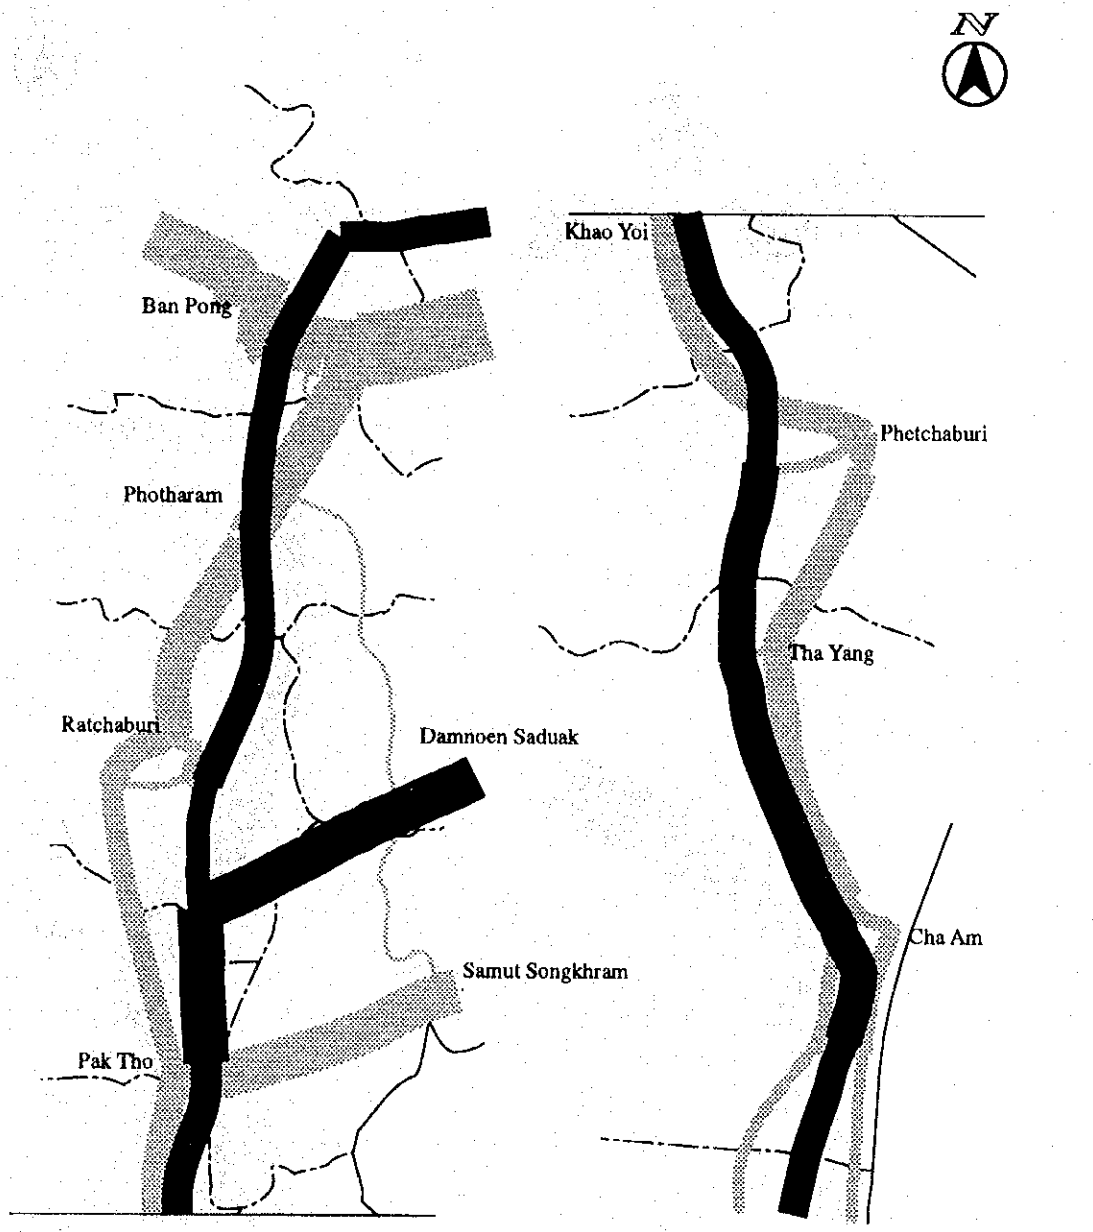 N
Khao Yoi
Ban Pong
Phetchaburi
Photharam
Tha Yang
Ratchaburi
Damnoen Saduak
Cha Am
Samut Songkhram
Pak Tho